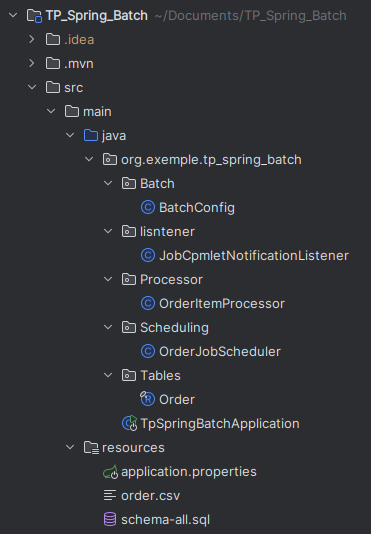 TP_Spring_Batch ~/Documents/TP_Spring_Batch
.idea
.mvn
src
main
java
org.exemple.tp_spring_batch
Batch
BatchConfig
lisntener
JobCpmletNotificationListener
Processor
OrderItemProcessor
Scheduling
OrderJobScheduler
Tables
Order
TpSpringBatchApplication
resources
application.properties
order.csv
schema-all.sql